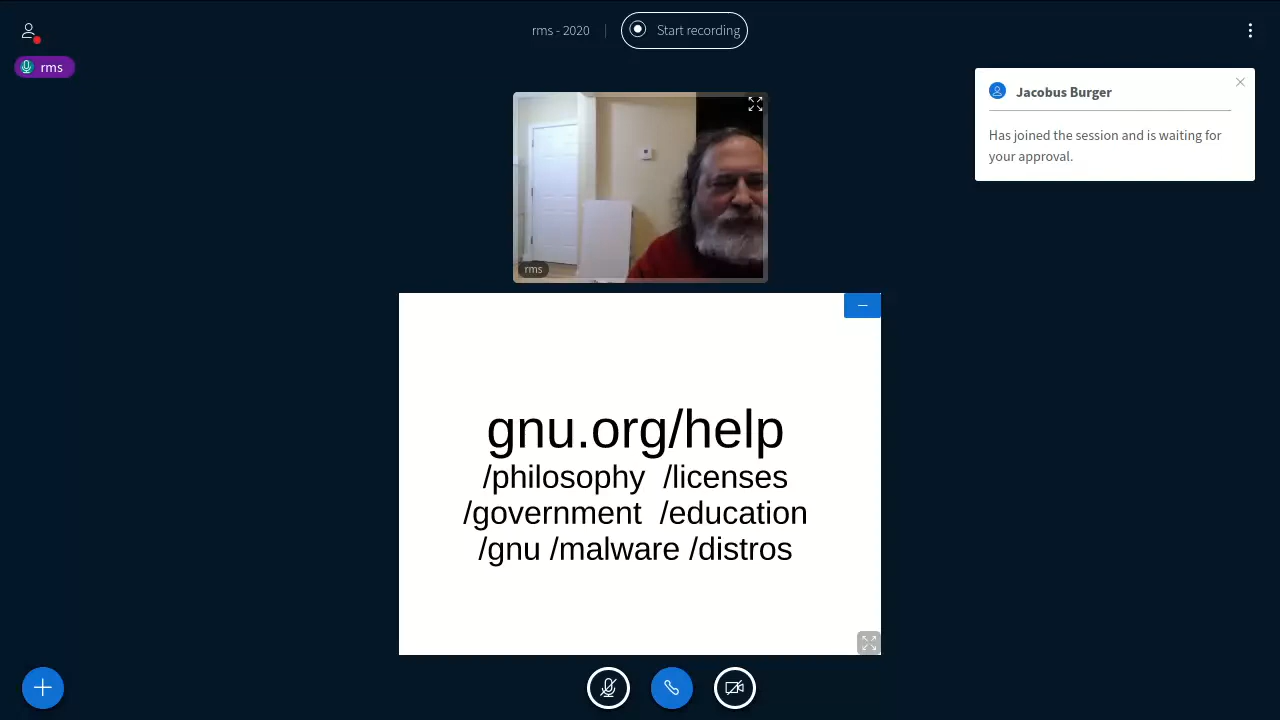 rms - 2020
Start recording
rms
Jacobus Burger
Has joined the session and is waiting for
your approval.
rms
gnu.org/help
/philosophy /licenses
/government /education
/gnu /malware /distros